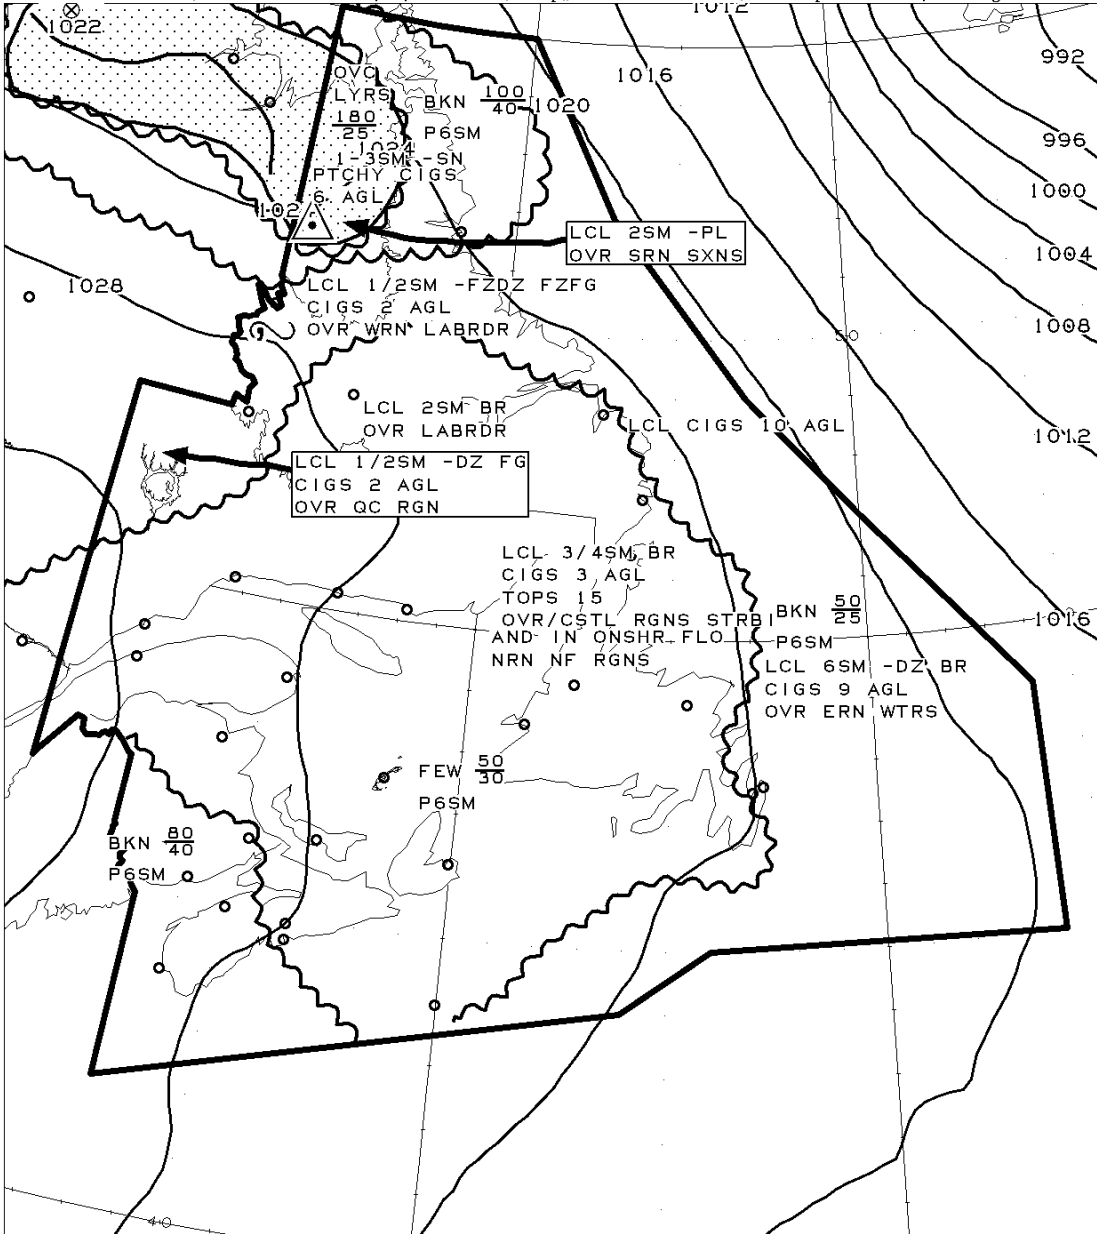 1012
1022
1016
992
OVC
LYRS
180
25
BKN 100
40
1020
P6SM
996
1-3SM -SN
PTCHY CIGS
6 AGL
1000
LCL 2SM -PL
OVR SRN SXNS
1004
1028
LCL 1/2SM -FZDZ FZFG
CIGS 2 AGL
OVR WRN LABRDR
1008
50
LCL 2SM BR
OVR LABRDR
LCL CIGS 10 AGL
1012
LCL 1/2SM -DZ FG
CIGS 2 AGL
OVR QC RGN
LCL 3/4SM BR
CIGS 3 AGL
TOPS 15
OVR/CSTL RGNS STRBI
AND IN ONSHR FLO
NRN NF RGNS
BKN 50
25
P6SM
1016
LCL 6SM -DZ BR
CIGS 9 AGL
OVR ERN WTRS
FEW 50
30
P6SM
BKN 80
40
P6SM
40